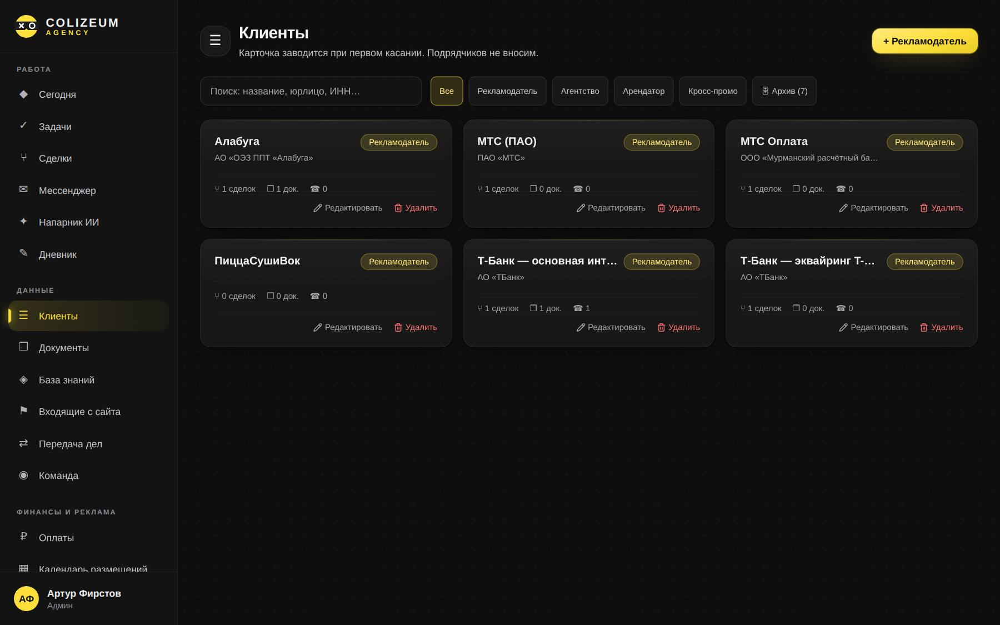 COLIZEUM
AGENCY
РАБОТА
Сегодня
Задачи
Сделки
Мессенджер
Напарник ИИ
Дневник
ДАННЫЕ
Клиенты
Документы
База знаний
Входящие с сайта
Передача дел
Команда
ФИНАНСЫ И РЕКЛАМА
₽ Оплаты
Календарь размещений
АФ
Артур Фирстов
Админ
Клиенты
Карточка заводится при первом касании. Подрядчиков не вносим.
+ Рекламодатель
Поиск: название, юрлицо, ИНН…
Все
Рекламодатель
Агентство
Арендатор
Кросс-промо
Архив (7)
Алабуга
Рекламодатель
АО «ОЭЗ ППТ «Алабуга»
1 сделок 1 док. 0
Редактировать Удалить
МТС (ПАО)
Рекламодатель
ПАО «МТС»
1 сделок 0 док. 0
Редактировать Удалить
МТС Оплата
Рекламодатель
ООО «Мурманский расчётный ба…
1 сделок 0 док. 0
Редактировать Удалить
ПиццаСушиВок
Рекламодатель
0 сделок 0 док. 0
Редактировать Удалить
Т-Банк — основная инт…
Рекламодатель
АО «ТБанк»
1 сделок 1 док. 1
Редактировать Удалить
Т-Банк — эквайринг Т-…
Рекламодатель
АО «ТБанк»
1 сделок 0 док. 0
Редактировать Удалить